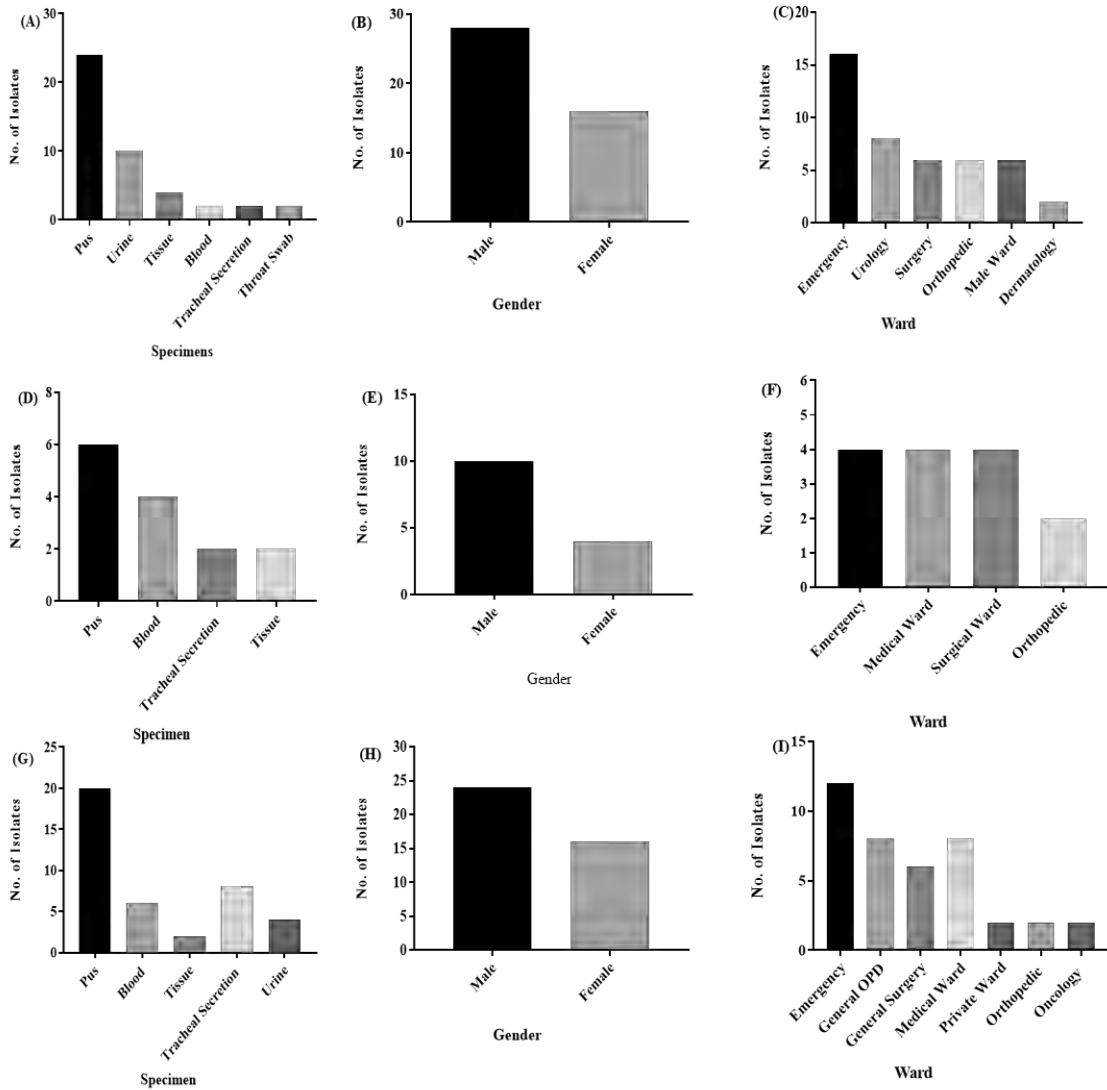 (A)
No. of Isolates
30
20
10
0
Pus
Urine
Tissue
Blood
Tracheal Secretion
Throat Swab
Specimens
(B)
No. of Isolates
30
20
10
0
Male
Female
Gender
(C)
No. of Isolates
20
15
10
5
0
Emergency
Urology
Surgery
Orthopedic
Male Ward
Dermatology
Ward
(D)
No. of Isolates
8
6
4
2
0
Pus
Blood
Tracheal Secretion
Tissue
Specimen
(E)
No. of Isolates
15
10
5
0
Male
Female
Gender
(F)
No. of Isolates
6
5
4
3
2
1
0
Emergency
Medical Ward
Surgical Ward
Orthopedic
Ward
(G)
No. of Isolates
25
20
15
10
5
0
Pus
Blood
Tissue
Tracheal Secretion
Urine
Specimen
(H)
No. of Isolates
30
25
20
15
10
5
0
Male
Female
Gender
(I)
No. of Isolates
15
10
5
0
Emergency
General OPD
General Surgery
Medical Ward
Private Ward
Orthopedic
Oncology
Ward